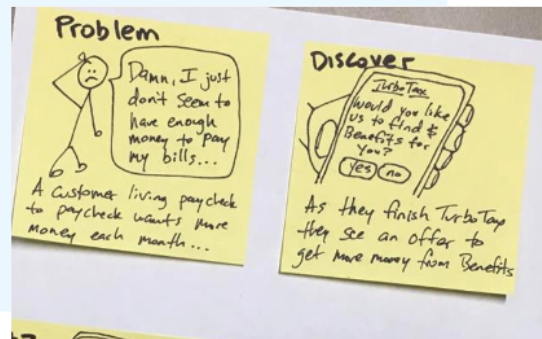 Problem
Damn, I just
don't seem to
have enough
money to pay
my bills...
A customer living paycheck
to paycheck wants more
money each month...
Discover
TurboTax
Would you like
us to find $
Benefits for
you?
yes no
As they finish TurboTax
they see an offer to
get more money from Benefits